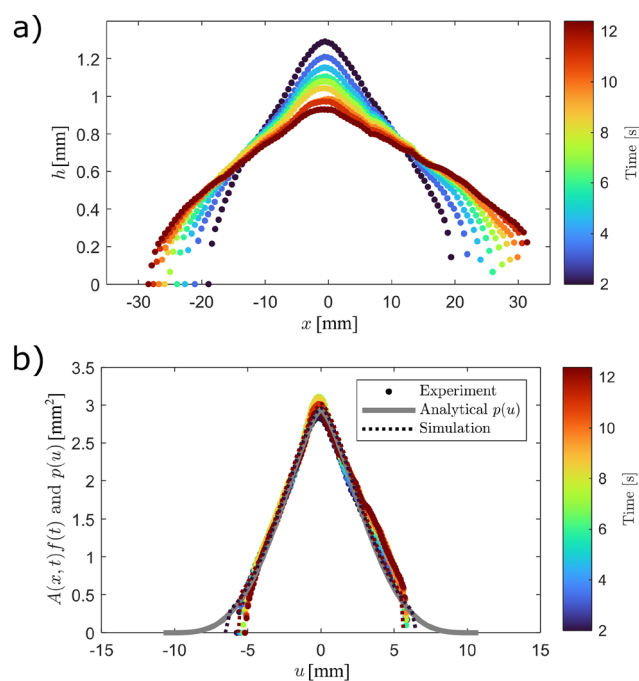 a)
1.2
1
0.8
0.6
0.4
0.2
0
h [mm]
-30 -20 -10 0 10 20 30
x [mm]
12
10
8
6
4
2
Time [s]
b)
3.5
3
2.5
2
1.5
1
0.5
0
A(x, t)f(t) and p(u) [mm²]
Experiment
Analytical p(u)
Simulation
-15 -10 -5 0 5 10 15
u [mm]
12
10
8
6
4
2
Time [s]